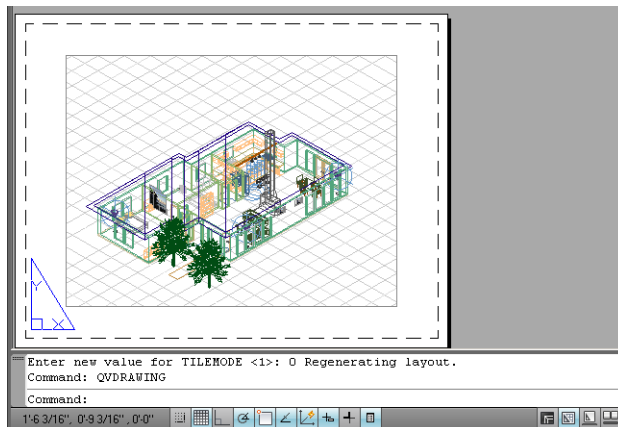 Y
X
Enter new value for TILEMODE <1>: 0 Regenerating layout.
Command: QVDRAWING
Command:
1'-6 3/16", 0'-9 3/16" , 0'-0"